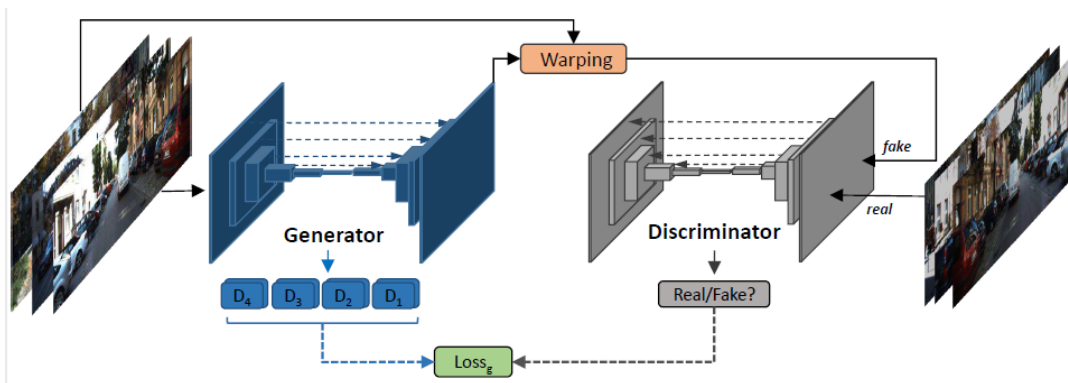 Warping
fake
real
Generator
Discriminator
D4
D3
D2
D1
Real/Fake?
Lossg